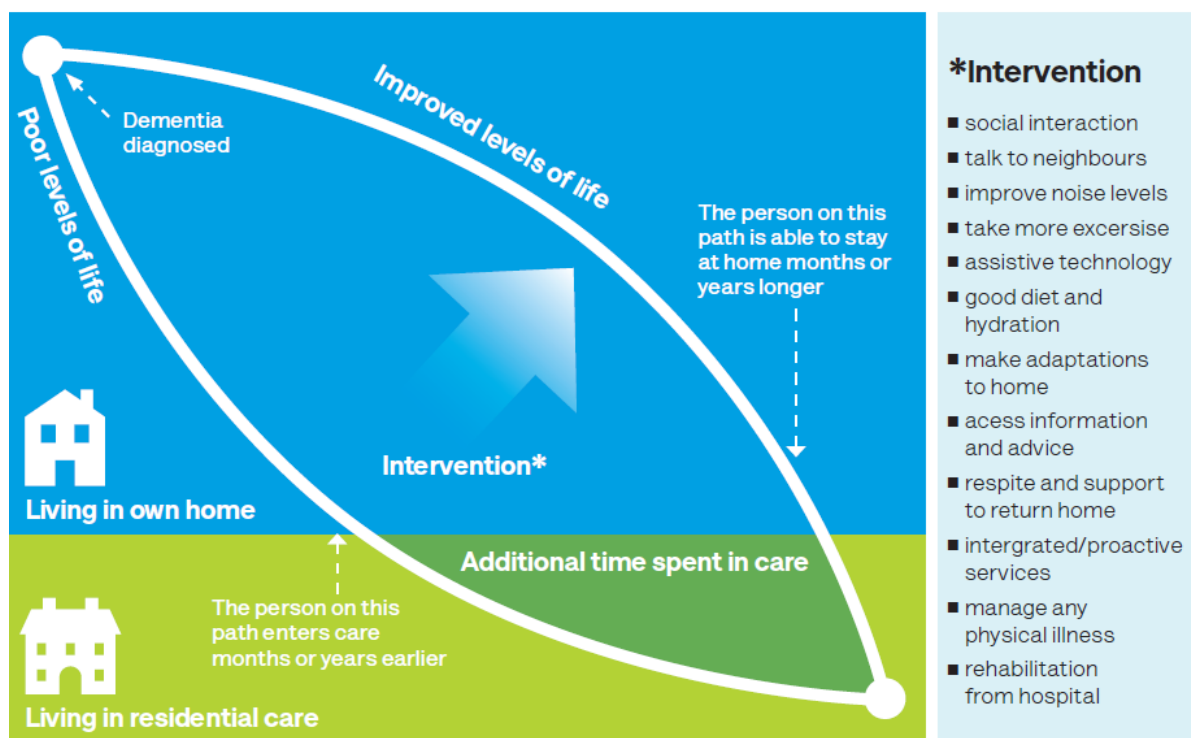 Poor levels of life
Dementia
diagnosed
Improved levels of life
The person on this
path is able to stay
at home months or
years longer
Intervention*
Living in own home
Additional time spent in care
The person on this
path enters care
months or years earlier
Living in residential care
*Intervention
■ social interaction
■ talk to neighbours
■ improve noise levels
■ take more excersise
■ assistive technology
■ good diet and
hydration
■ make adaptations
to home
■ acess information
and advice
■ respite and support
to return home
■ intergrated/proactive
services
■ manage any
physical illness
■ rehabilitation
from hospital